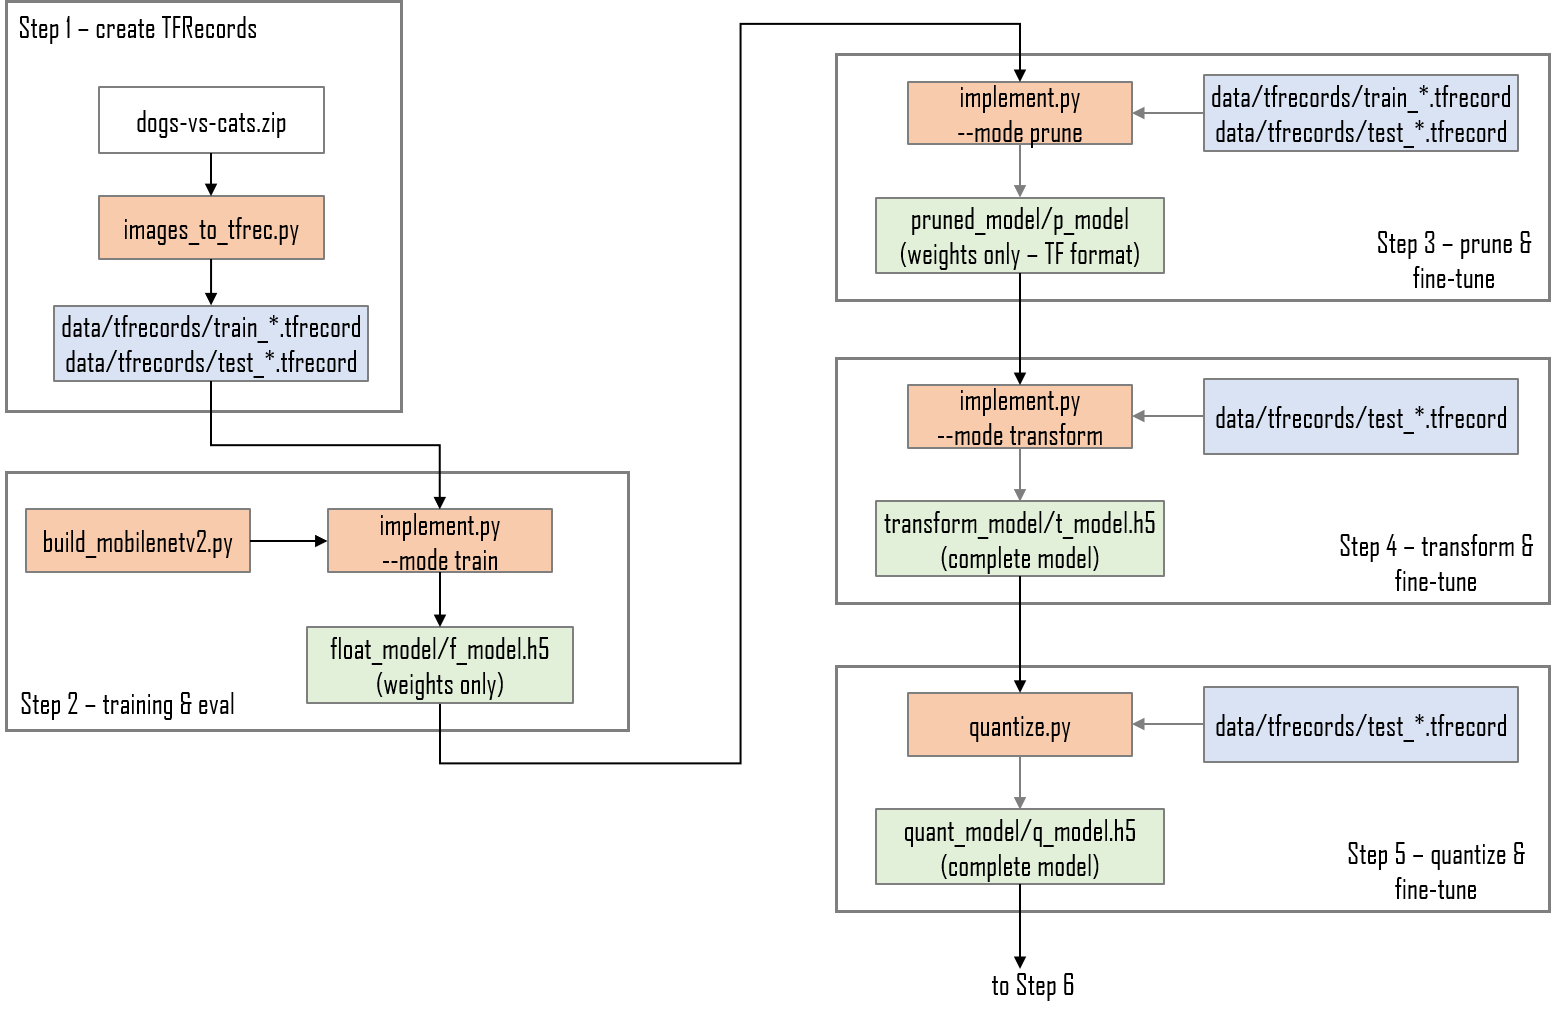 Step 1 – create TFRecords
dogs-vs-cats.zip
images_to_tfrec.py
data/tfrecords/train_*.tfrecord
data/tfrecords/test_*.tfrecord
build_mobilenetv2.py
implement.py
--mode train
float_model/f_model.h5
(weights only)
Step 2 – training & eval
implement.py
--mode prune
data/tfrecords/train_*.tfrecord
data/tfrecords/test_*.tfrecord
pruned_model/p_model
(weights only – TF format)
Step 3 – prune &
fine-tune
implement.py
--mode transform
data/tfrecords/test_*.tfrecord
transform_model/t_model.h5
(complete model)
Step 4 – transform &
fine-tune
quantize.py
data/tfrecords/test_*.tfrecord
quant_model/q_model.h5
(complete model)
Step 5 – quantize &
fine-tune
to Step 6